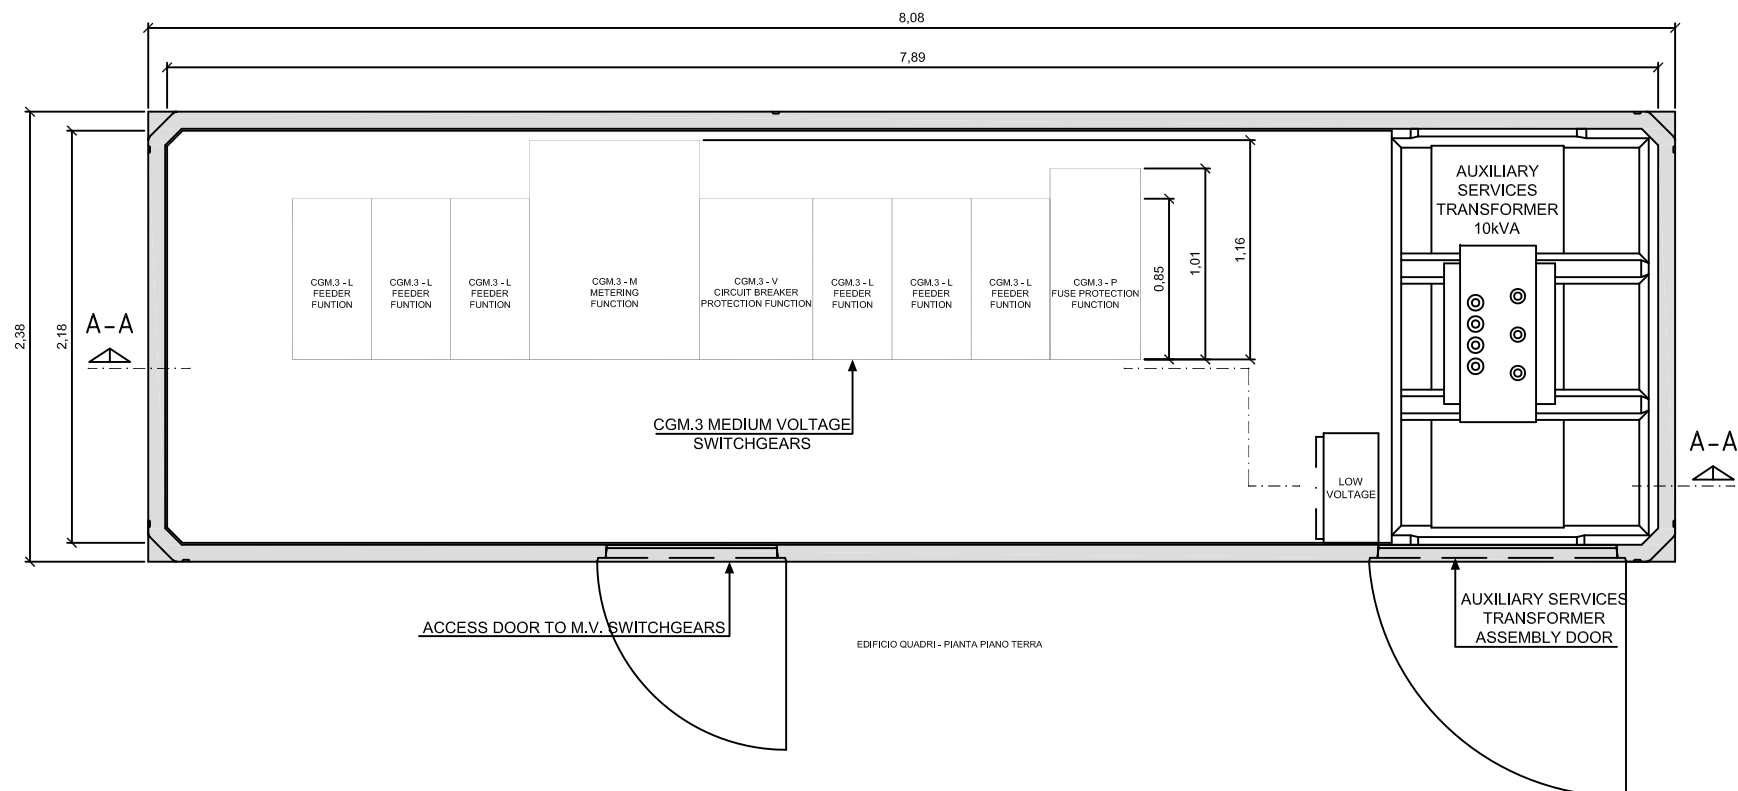 8,08
7,89
2,38
2,18
A-A
CGM.3 - L
FEEDER
FUNTION
CGM.3 - L
FEEDER
FUNTION
CGM.3 - L
FEEDER
FUNTION
CGM.3 - M
METERING
FUNCTION
CGM.3 - V
CIRCUIT BREAKER
PROTECTION FUNCTION
CGM.3 - L
FEEDER
FUNTION
CGM.3 - L
FEEDER
FUNTION
CGM.3 - L
FEEDER
FUNTION
CGM.3 - P
FUSE PROTECTION
FUNCTION
0,85
1,01
1,16
AUXILIARY
SERVICES
TRANSFORMER
10kVA
CGM.3 MEDIUM VOLTAGE
SWITCHGEARS
LOW
VOLTAGE
A-A
ACCESS DOOR TO M.V. SWITCHGEARS
EDIFICIO QUADRI - PIANTA PIANO TERRA
AUXILIARY SERVICES
TRANSFORMER
ASSEMBLY DOOR